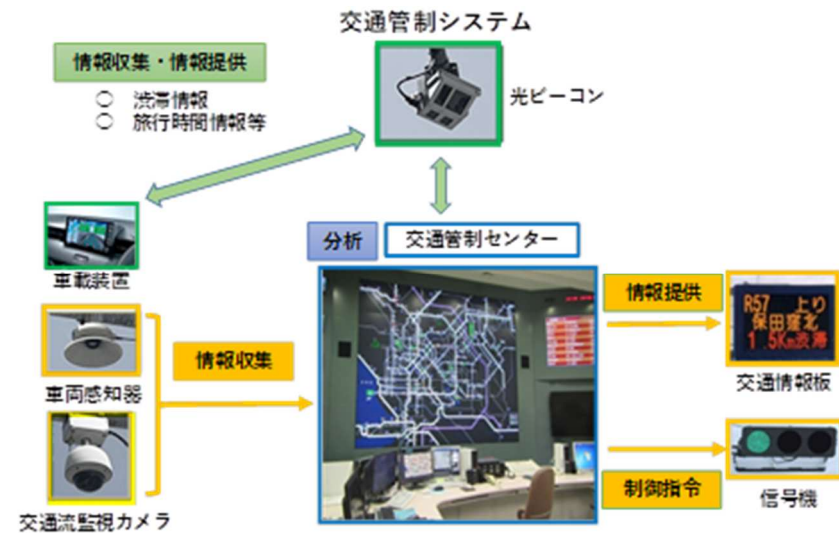 交通管制システム
情報収集・情報提供
○ 渋滞情報
○ 旅行時間情報等
光ビーコン
分析
交通管制センター
車載装置
車両感知器
交通流監視カメラ
情報収集
情報提供
R57 上り
保田窪北
1.5Km渋滞
交通情報板
制御指令
信号機